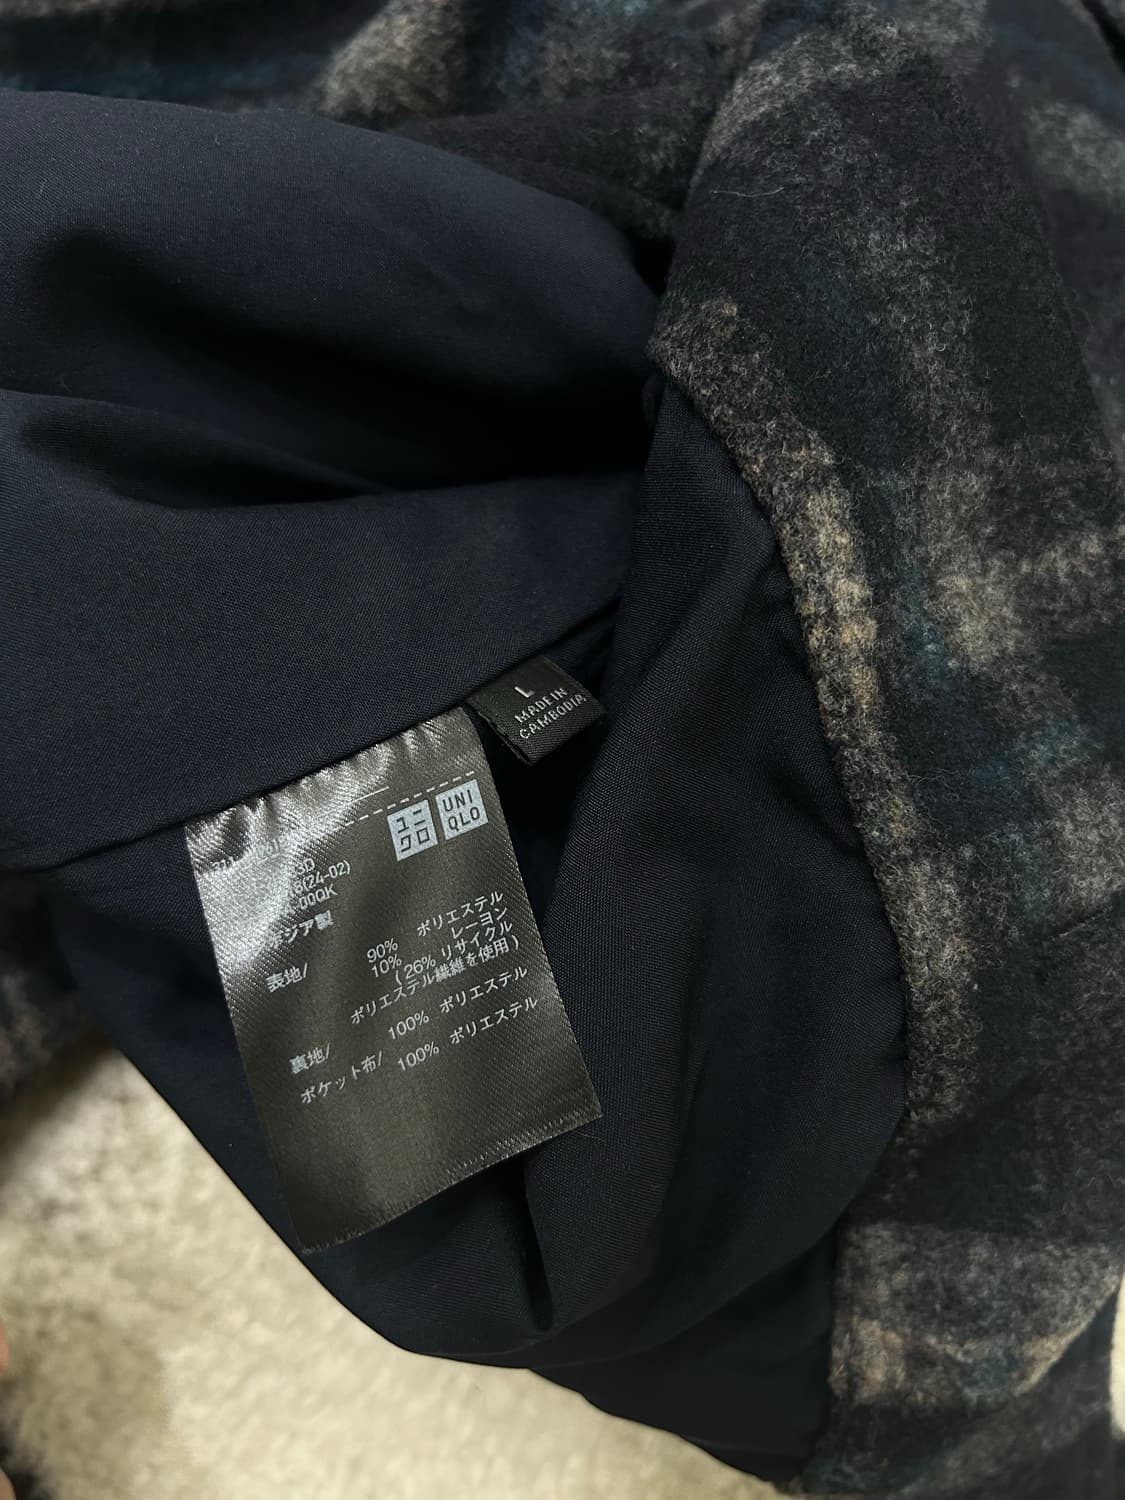 L
MADE IN
CAMBODIA
ユニ
クロ
UNI
QLO
(24-02)
00QK
ジア製
表地/ 90% ポリエステル
10% レーヨン
( 26% リサイクル
ポリエステル繊維を使用 )
裏地/ 100% ポリエステル
ポケット布/ 100% ポリエステル